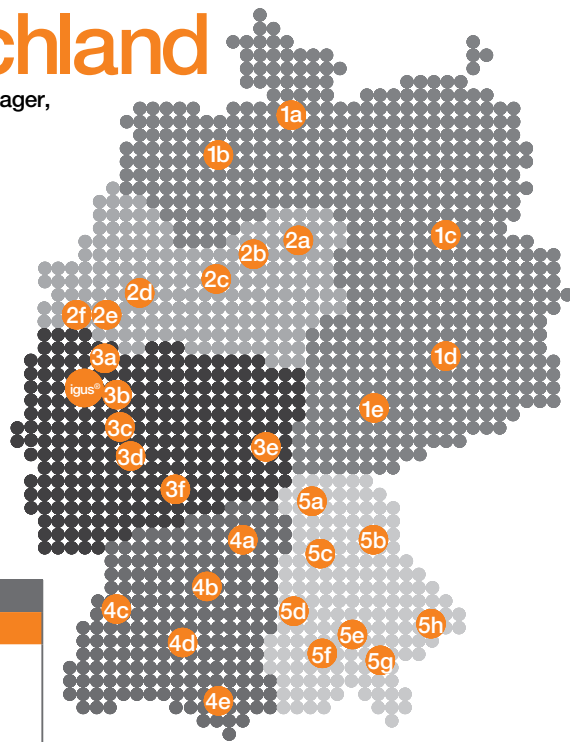 chland
ager,
1a
1b
1c
2a
2b
2c
2d
2f 2e
3a
1d
igus®
3b
1e
3c
3e
3d
3f
5a
4a
5b
5c
4b
4c
5d
5h
5e
4d
5f
5g
4e